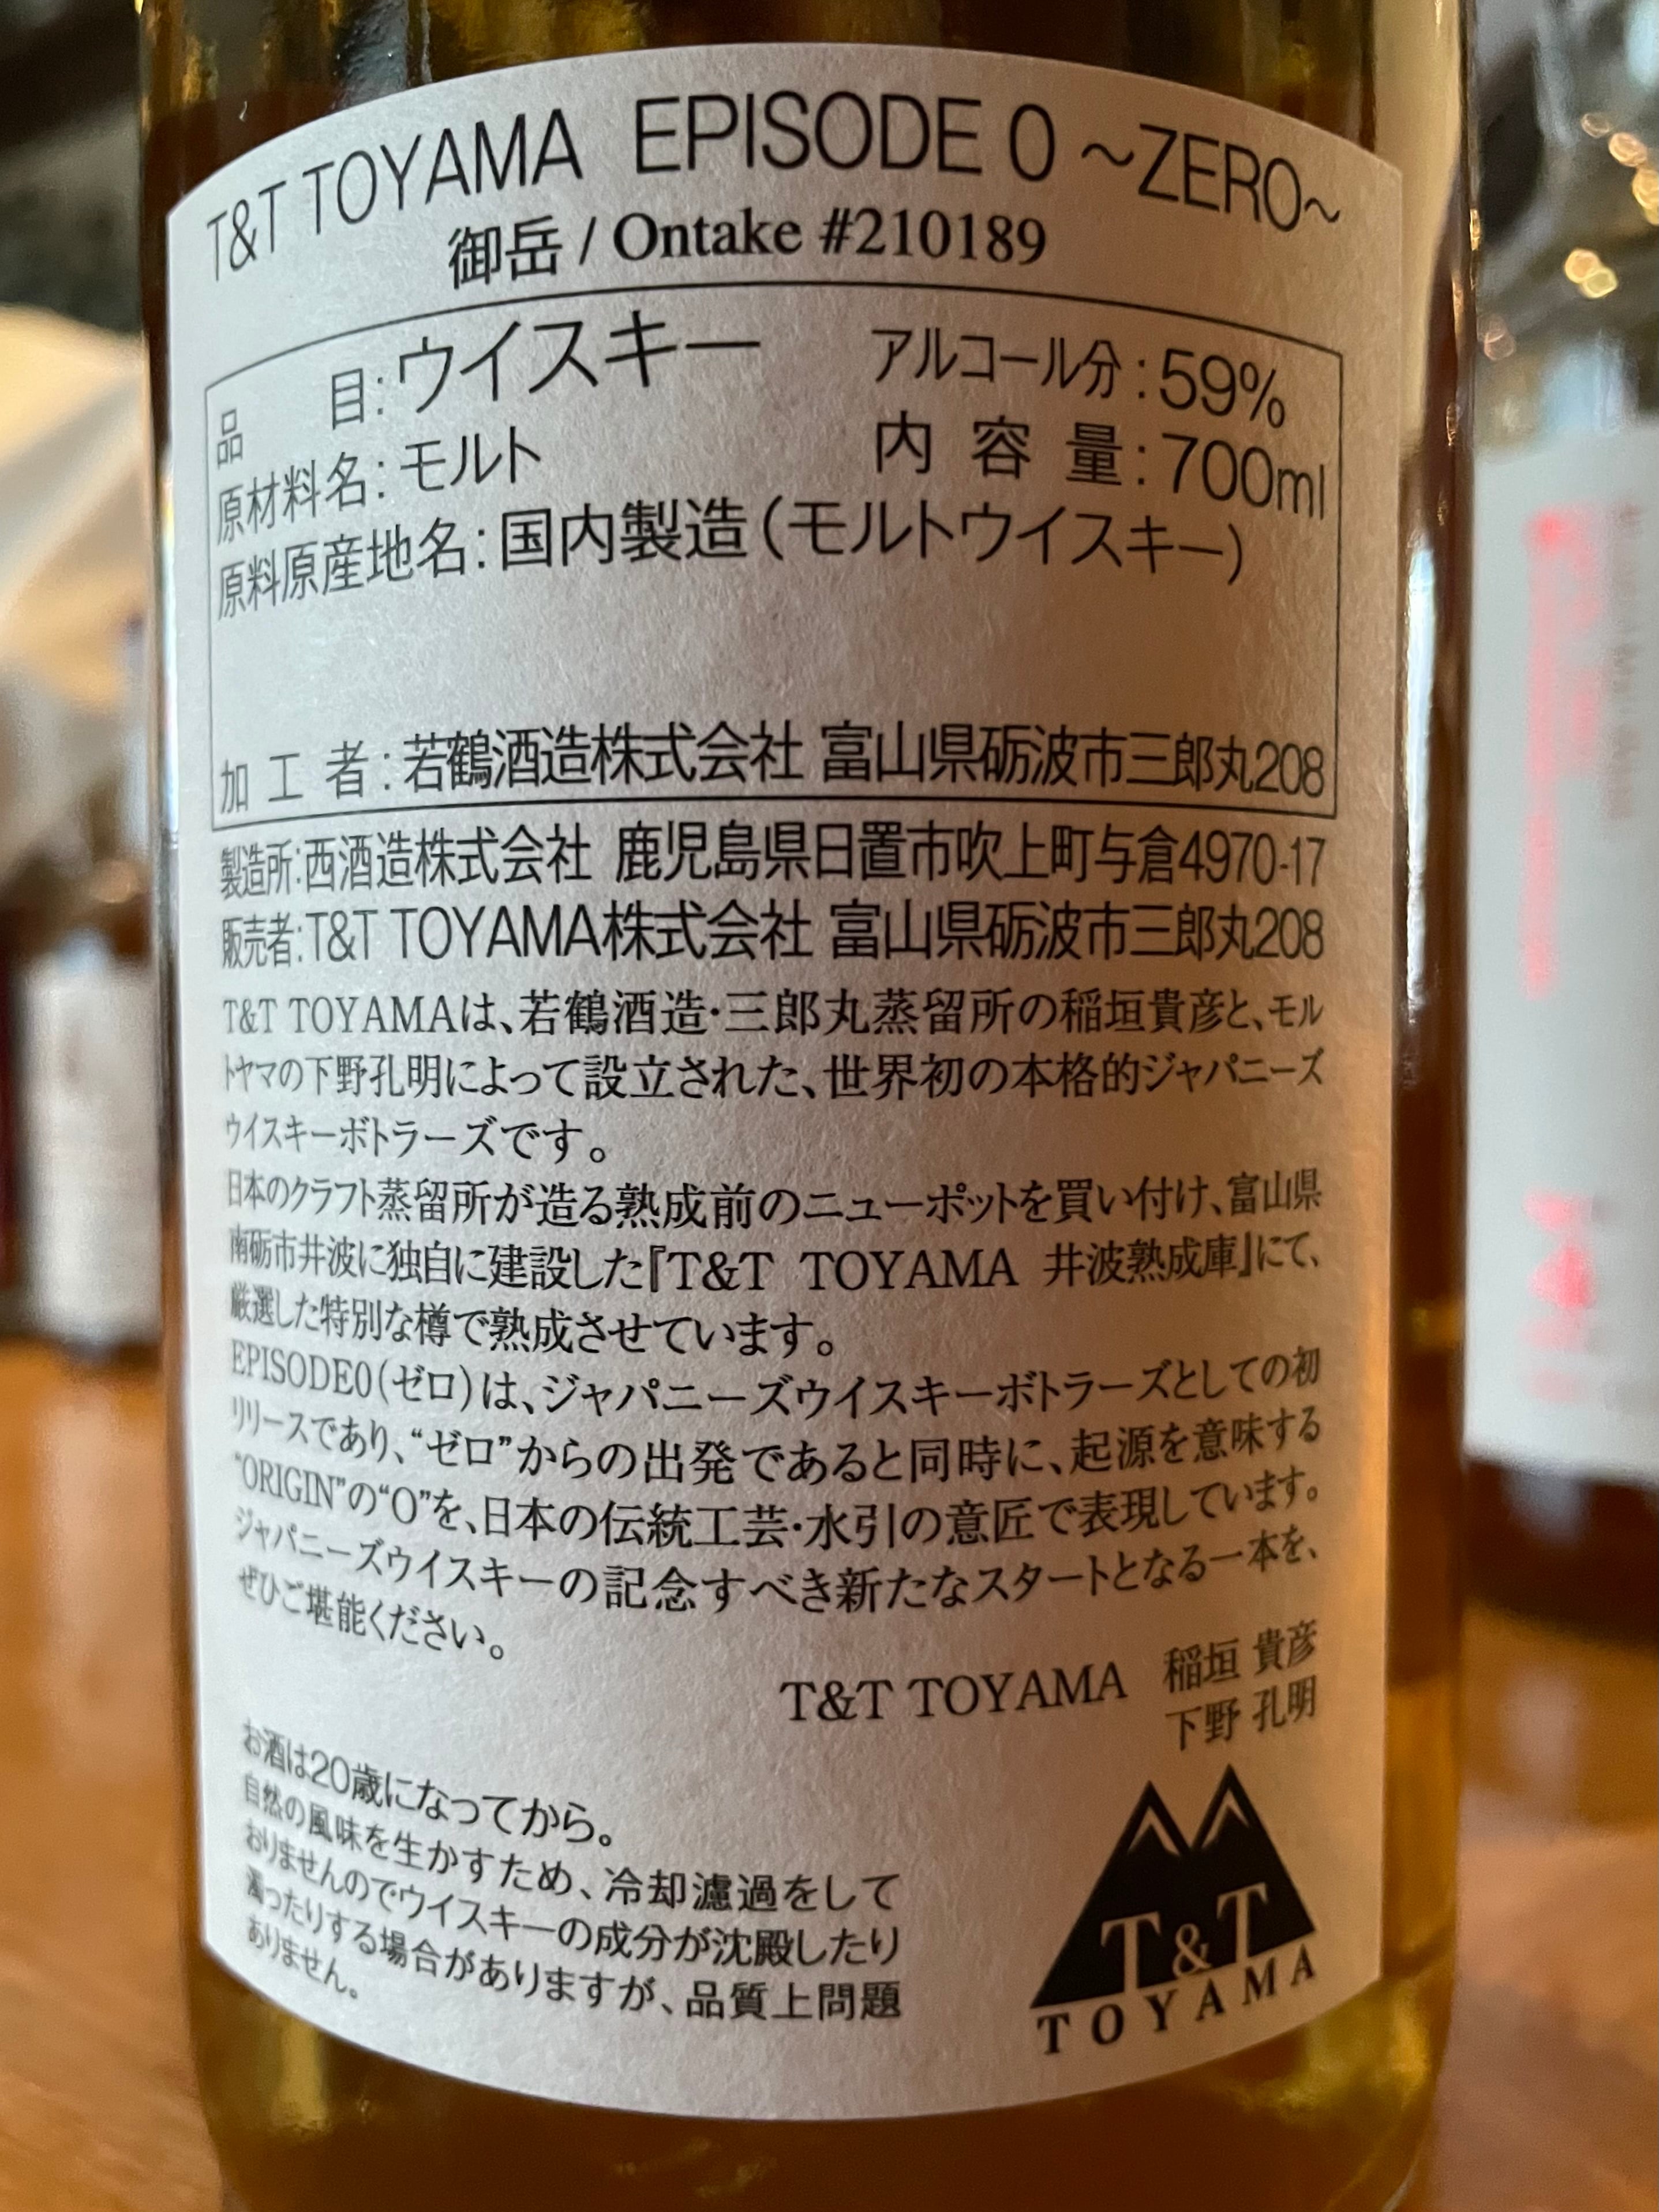 T&T TOYAMA EPISODE 0 ～ZERO～
御岳 / Ontake #210189
品目：ウイスキー アルコール分：59%
原材料名：モルト 内容量：700ml
原料原産地名：国内製造（モルトウイスキー）
加工者：若鶴酒造株式会社 富山県砺波市三郎丸208
製造所：西酒造株式会社 鹿児島県日置市吹上町与倉4970-17
販売者：T&T TOYAMA株式会社 富山県砺波市三郎丸208
T&T TOYAMAは、若鶴酒造・三郎丸蒸留所の稲垣貴彦と、モル
トヤマの下野孔明によって設立された、世界初の本格的ジャパニーズ
ウイスキーボトラーズです。
日本のクラフト蒸留所が造る熟成前のニューポットを買い付け、富山県
南砺市井波に独自に建設した『T&T TOYAMA 井波熟成庫』にて、
厳選した特別な樽で熟成させています。
EPISODE0（ゼロ）は、ジャパニーズウイスキーボトラーズとしての初
リリースであり、“ゼロ”からの出発であると同時に、起源を意味する
“ORIGIN”の“O”を、日本の伝統工芸・水引の意匠で表現しています。
ジャパニーズウイスキーの記念すべき新たなスタートとなる一本を、
ぜひご堪能ください。
T&T TOYAMA 稲垣 貴彦
下野 孔明
お酒は20歳になってから。
自然の風味を生かすため、冷却濾過をして
おりませんのでウイスキーの成分が沈殿したり
濁ったりする場合がありますが、品質上問題
ありません。
T&T
TOYAMA